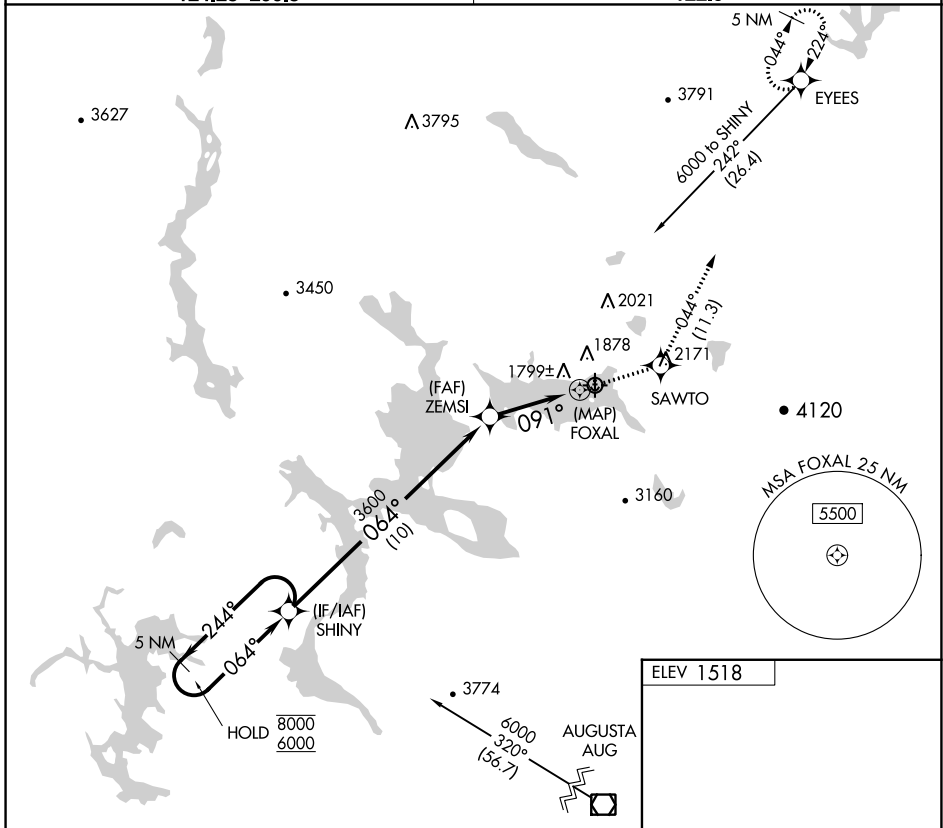 5 NM
044°
224°
EYEES
3791
3627
3795
6000 to SHINY
242°
(26.4)
3450
2021
044°
(11.3)
1878
1799±
2171
(FAF)
ZEMSI
SAWTO
091°
(MAP)
FOXAL
4120
MSA FOXAL 25 NM
5500
3160
3600
064°
(10)
(IF/IAF)
SHINY
244°
5 NM
064°
HOLD
8000
6000
ELEV 1518
3774
6000
320°
(56.7)
AUGUSTA
AUG